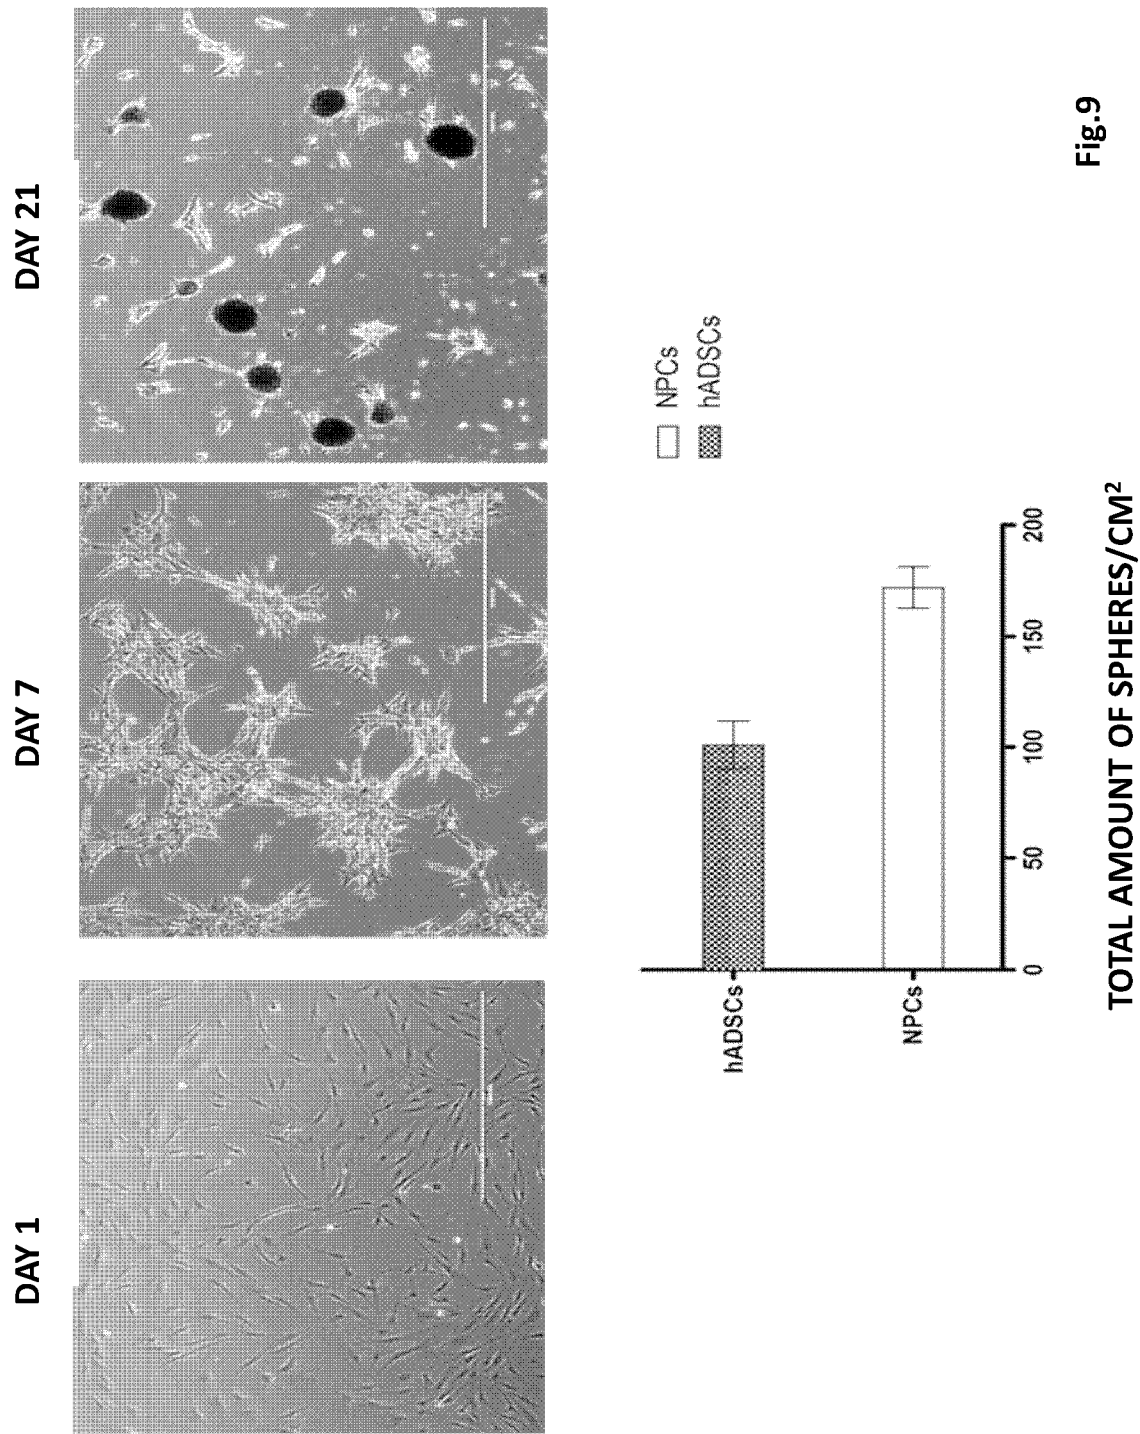 DAY 1
DAY 7
DAY 21
hADSCs
NPCs
0
50
100
150
200
TOTAL AMOUNT OF SPHERES/CM²
NPCs
hADSCs
Fig.9